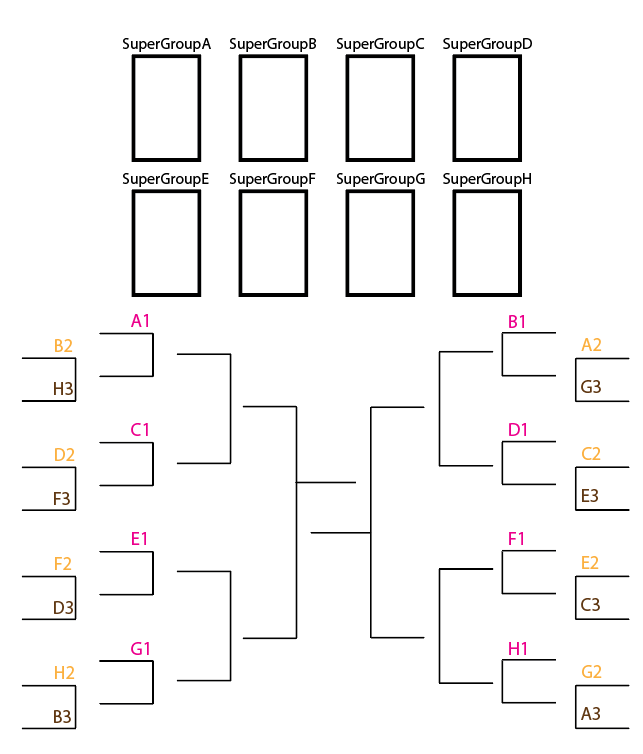 SuperGroupA SuperGroupB SuperGroupC SuperGroupD
SuperGroupE SuperGroupF SuperGroupG SuperGroupH
A1 B1
B2 A2
H3 G3
C1 D1
D2 C2
F3 E3
E1 F1
F2 E2
D3 C3
G1 H1
H2 G2
B3 A3